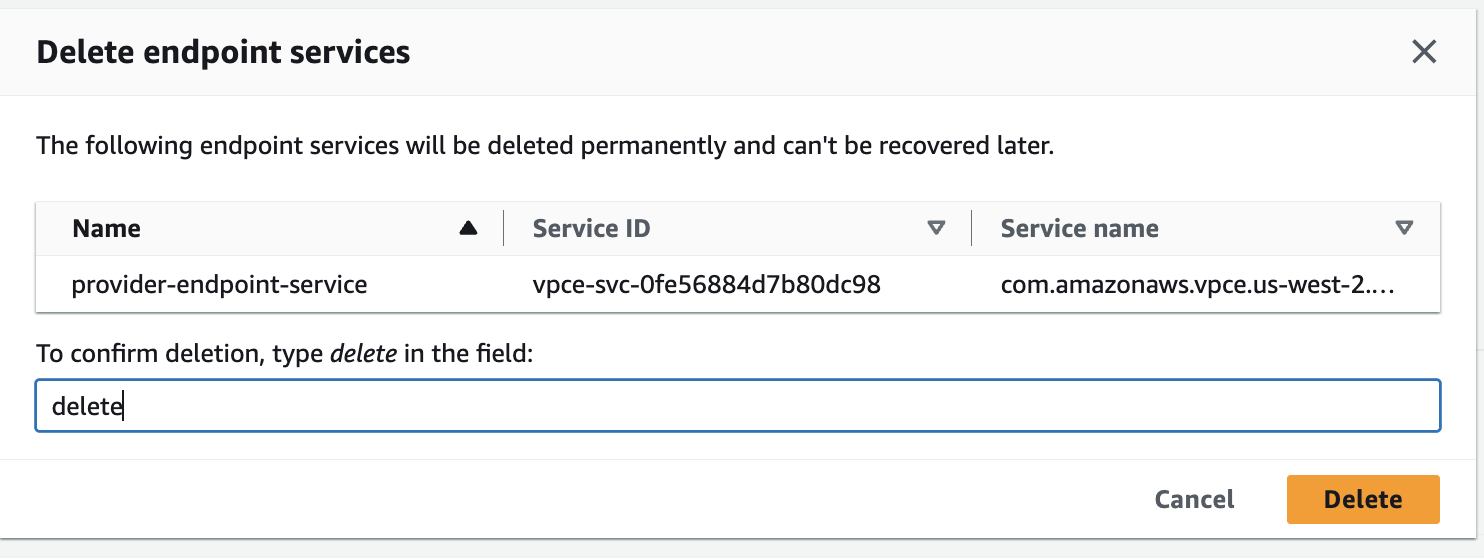 Delete endpoint services
The following endpoint services will be deleted permanently and can't be recovered later.
Name Service ID Service name
provider-endpoint-service vpce-svc-0fe56884d7b80dc98 com.amazonaws.vpce.us-west-2....
To confirm deletion, type delete in the field:
delete
Cancel Delete